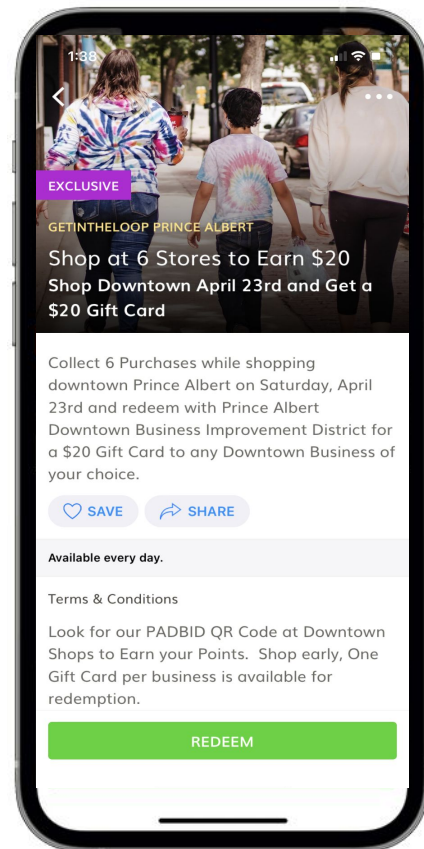 1:38
EXCLUSIVE
GETINTHELOOP PRINCE ALBERT
Shop at 6 Stores to Earn $20
Shop Downtown April 23rd and Get a
$20 Gift Card
Collect 6 Purchases while shopping
downtown Prince Albert on Saturday, April
23rd and redeem with Prince Albert
Downtown Business Improvement District for
a $20 Gift Card to any Downtown Business of
your choice.
SAVE SHARE
Available every day.
Terms & Conditions
Look for our PADBID QR Code at Downtown
Shops to Earn your Points. Shop early, One
Gift Card per business is available for
redemption.
REDEEM